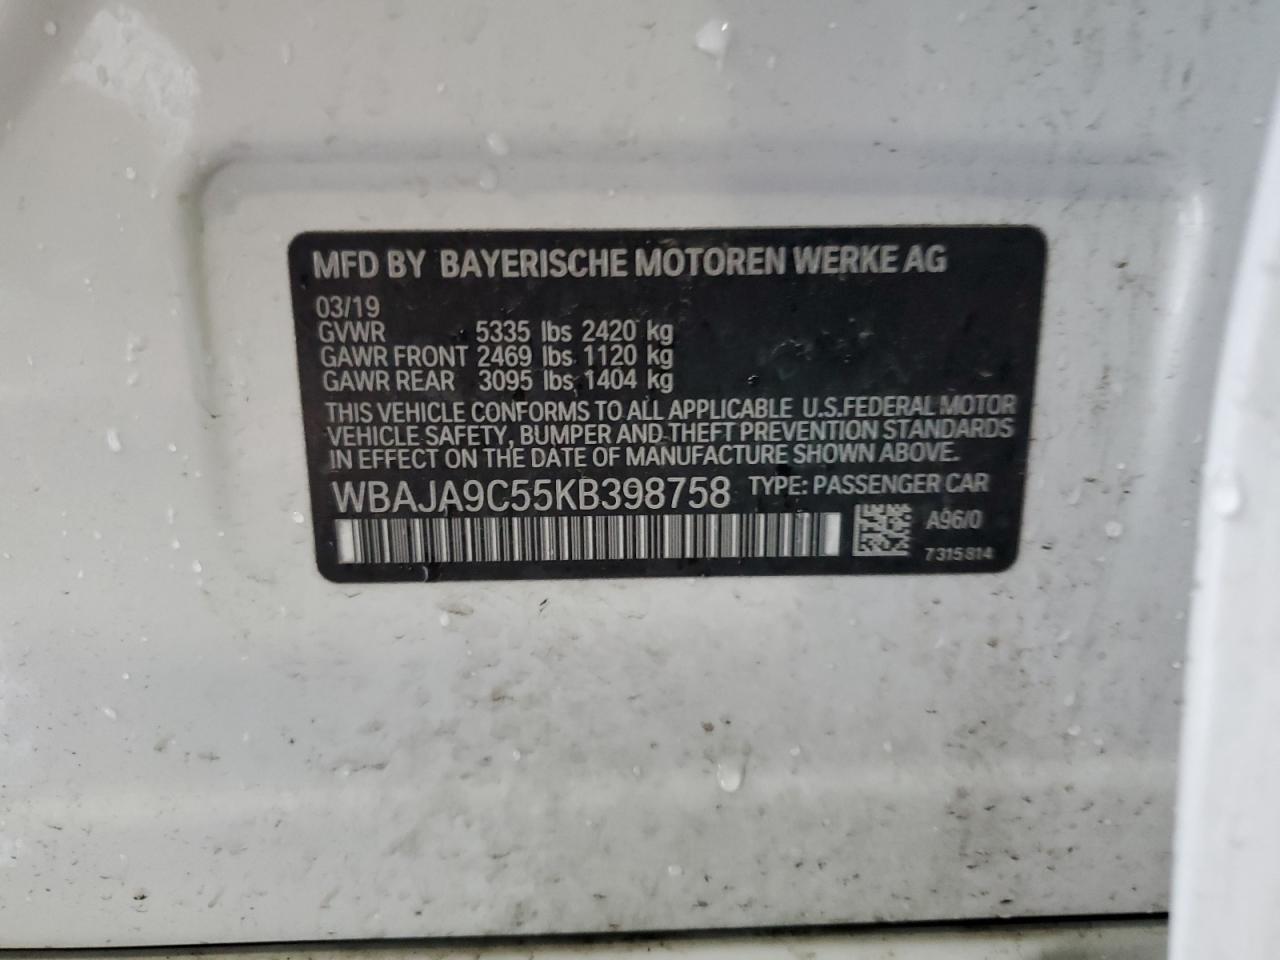 MFD BY BAYERISCHE MOTOREN WERKE AG
03/19
GVWR 5335 lbs 2420 kg
GAWR FRONT 2469 lbs 1120 kg
GAWR REAR 3095 lbs 1404 kg
THIS VEHICLE CONFORMS TO ALL APPLICABLE U.S.FEDERAL MOTOR
VEHICLE SAFETY, BUMPER AND THEFT PREVENTION STANDARDS
IN EFFECT ON THE DATE OF MANUFACTURE SHOWN ABOVE.
WBAJA9C55KB398758 TYPE: PASSENGER CAR
A96/0
7315814